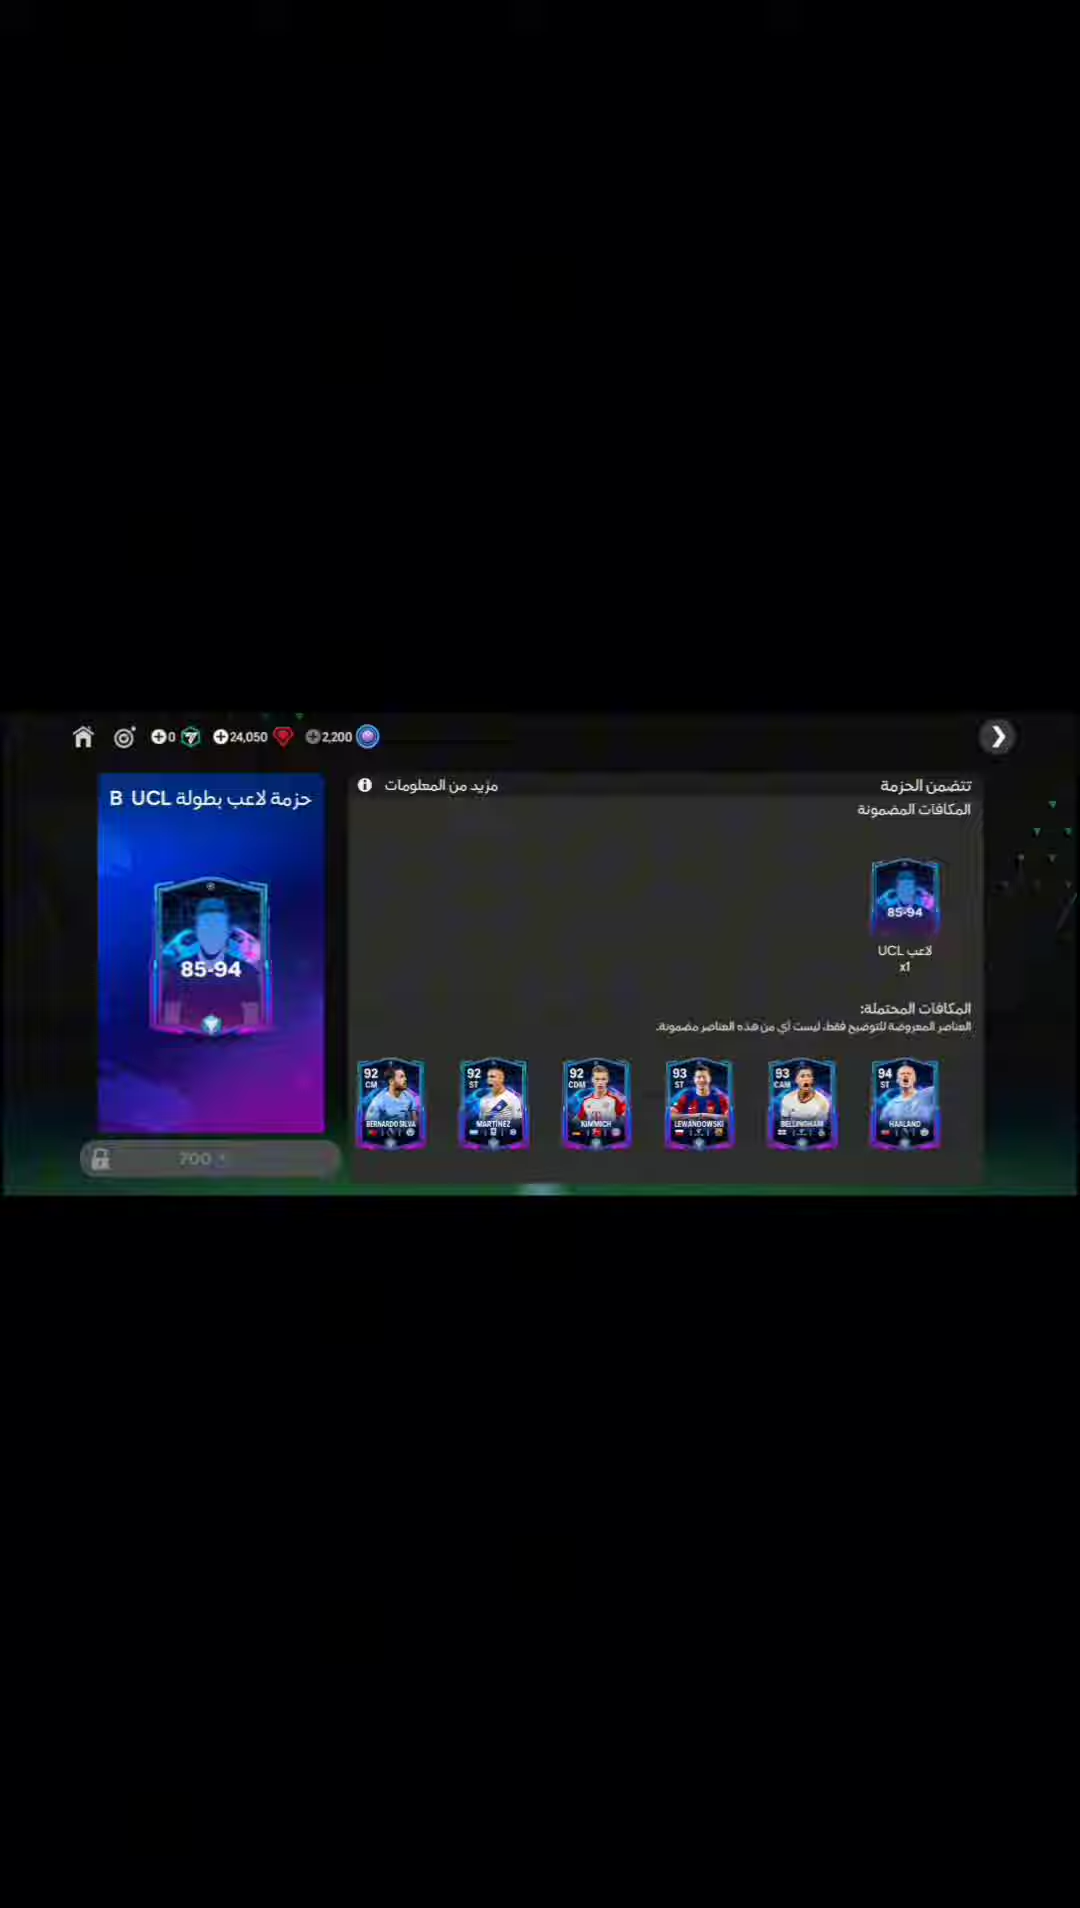 0
24,050
2,200
حزمة لاعب بطولة B UCL
85-94
700
تتضمن الحزمة
مزيد من المعلومات
المكافآت المضمونة
85-94
لاعب UCL
x1
المكافآت المحتملة:
العناصر المعروضة للتوضيح فقط، ليست أي من هذه العناصر مضمونة.
92
CM
BERNARDO SILVA
92
ST
MARTÍNEZ
92
CDM
KIMMICH
93
ST
LEWANDOWSKI
93
CAM
BELLINGHAM
94
ST
HAALAND